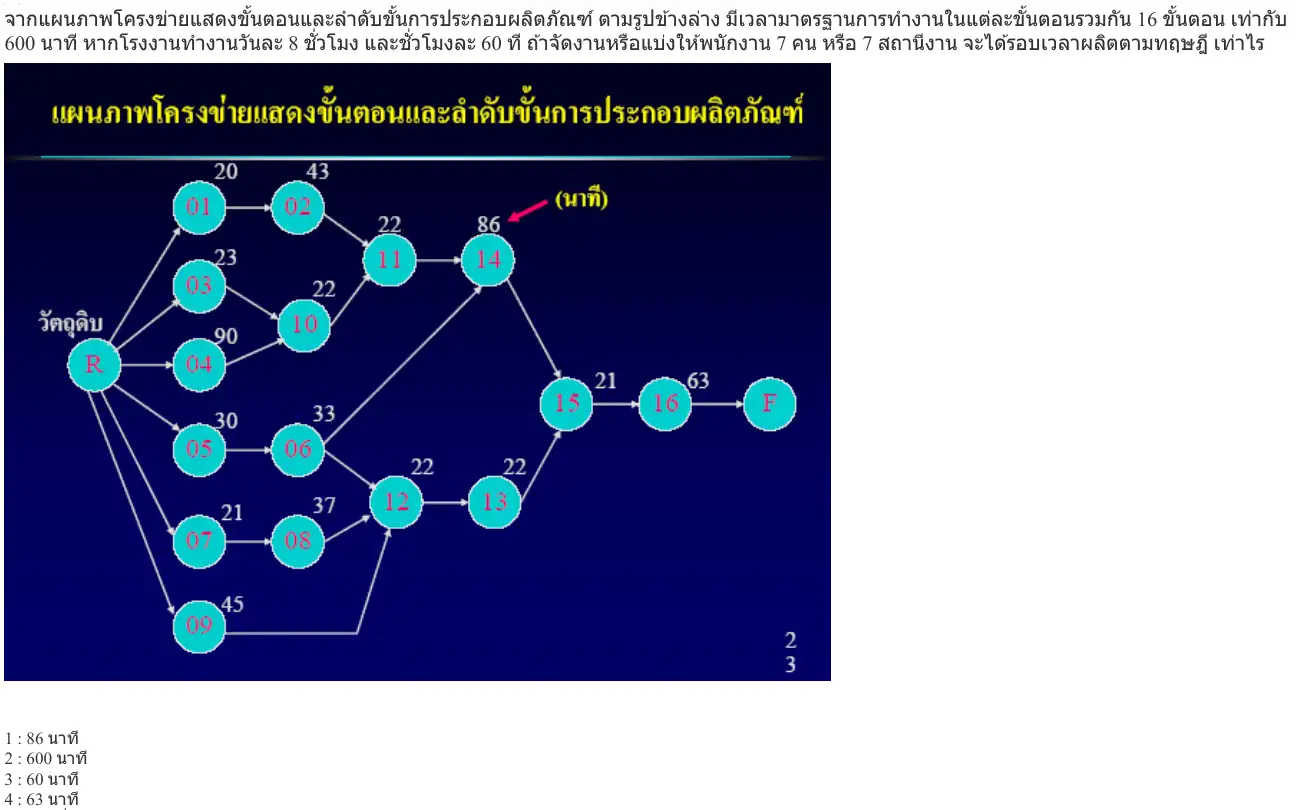 จากแผนภาพโครงข่ายแสดงขั้นตอนและลำดับขั้นการประกอบผลิตภัณฑ์ ตามรูปข้างล่าง มีเวลามาตรฐานการทำงานในแต่ละขั้นตอนรวมกัน 16 ขั้นตอน เท่ากับ
600 นาที หากโรงงานทำงานวันละ 8 ชั่วโมง และชั่วโมงละ 60 ที ถ้าจัดงานหรือแบ่งให้พนักงาน 7 คน หรือ 7 สถานีงาน จะได้รอบเวลาผลิตตามทฤษฎี เท่าไร
แผนภาพโครงข่ายแสดงขั้นตอนและลำดับขั้นการประกอบผลิตภัณฑ์
20 43
01 02
(นาที)
22 86
11 14
23
03
22
10
วัตถุดิบ
90
R 04
21 63
15 16 F
30 33
05 06
22 22
12 13
21 37
07 08
45
09
2
3
1 : 86 นาที
2 : 600 นาที
3 : 60 นาที
4 : 63 นาที